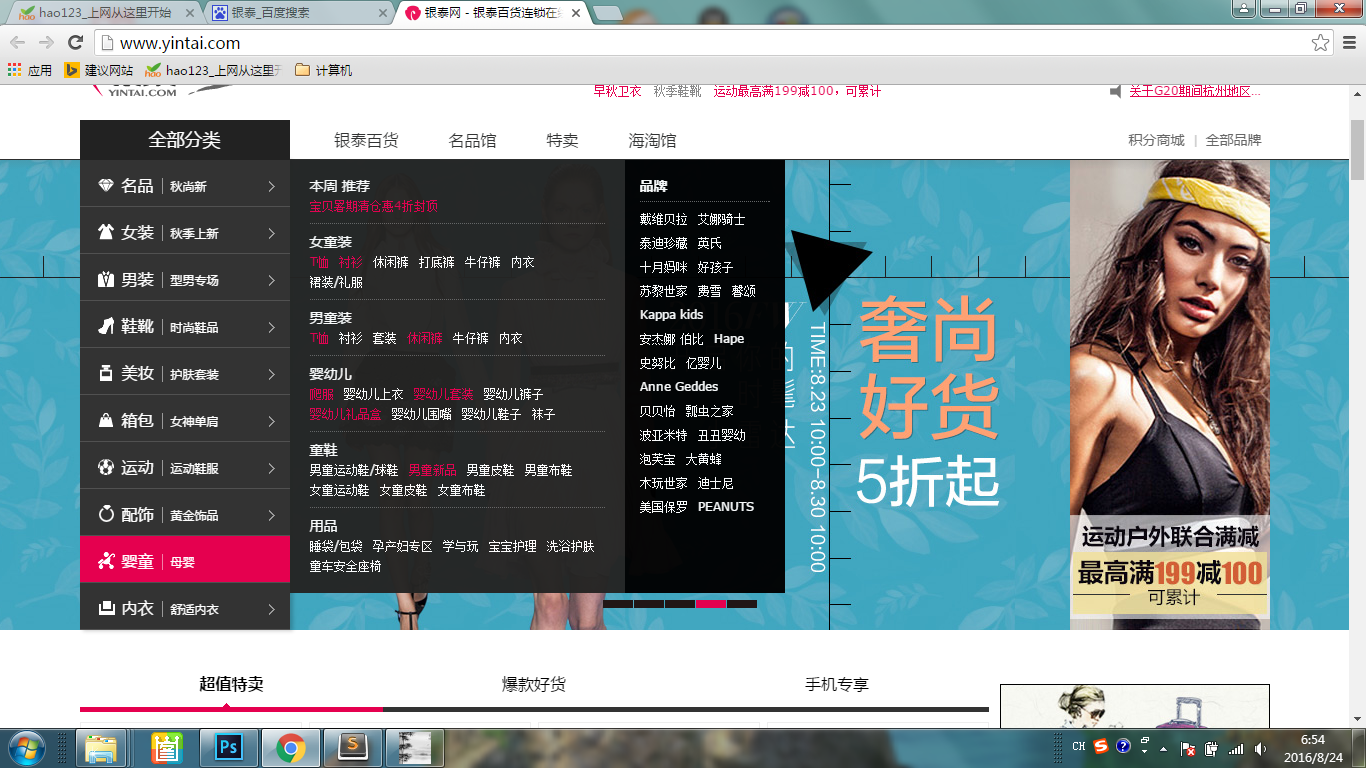 hao123_上网从这里开始
银泰_百度搜索
银泰网 - 银泰百货连锁在
www.yintai.com
应用 建议网站 hao123_上网从这里开 计算机
YINTAI.COM
早秋卫衣 秋季鞋靴 运动最高满199减100，可累计
关于G20期间杭州地区...
全部分类 银泰百货 名品馆 特卖 海淘馆 积分商城 | 全部品牌
名品 | 秋尚新
女装 | 秋季上新
男装 | 型男专场
鞋靴 | 时尚鞋品
美妆 | 护肤套装
箱包 | 女神单肩
运动 | 运动鞋服
配饰 | 黄金饰品
婴童 | 母婴
内衣 | 舒适内衣
本周 推荐
宝贝暑期清仓惠4折封顶
女童装
T恤 衬衫 休闲裤 打底裤 牛仔裤 内衣
裙装/礼服
男童装
T恤 衬衫 套装 休闲裤 牛仔裤 内衣
婴幼儿
爬服 婴幼儿上衣 婴幼儿套装 婴幼儿裤子
婴幼儿礼品盒 婴幼儿围嘴 婴幼儿鞋子 袜子
童鞋
男童运动鞋/球鞋 男童新品 男童皮鞋 男童布鞋
女童运动鞋 女童皮鞋 女童布鞋
用品
睡袋/包袋 孕产妇专区 学与玩 宝宝护理 洗浴护肤
童车安全座椅
品牌
戴维贝拉 艾娜骑士
泰迪珍藏 英氏
十月妈咪 好孩子
苏黎世家 费雪 馨颂
Kappa kids
安杰娜 伯比 Hape
史努比 亿婴儿
Anne Geddes
贝贝怡 瓢虫之家
波亚米特 丑丑婴幼
泡芙宝 大黄蜂
木玩世家 迪士尼
美国保罗 PEANUTS
TIME:8.23 10:00-8.30 10:00
奢尚
好货
5折起
运动户外联合满减
最高满199减100
可累计
超值特卖 爆款好货 手机专享
CH
6:54
2016/8/24